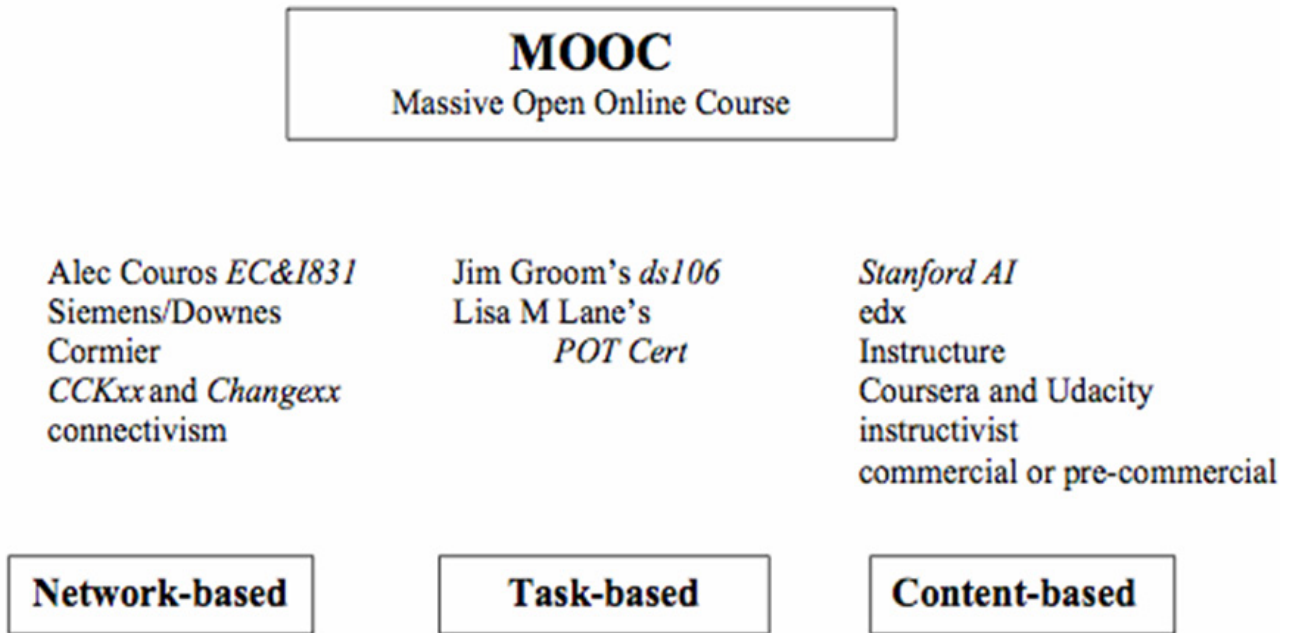 MOOC
Massive Open Online Course
Alec Couros EC&I831
Siemens/Downes
Cormier
CCKxx and Changexx
connectivism
Jim Groom's ds106
Lisa M Lane's
POT Cert
Stanford AI
edx
Instructure
Coursera and Udacity
instructivist
commercial or pre-commercial
Network-based
Task-based
Content-based